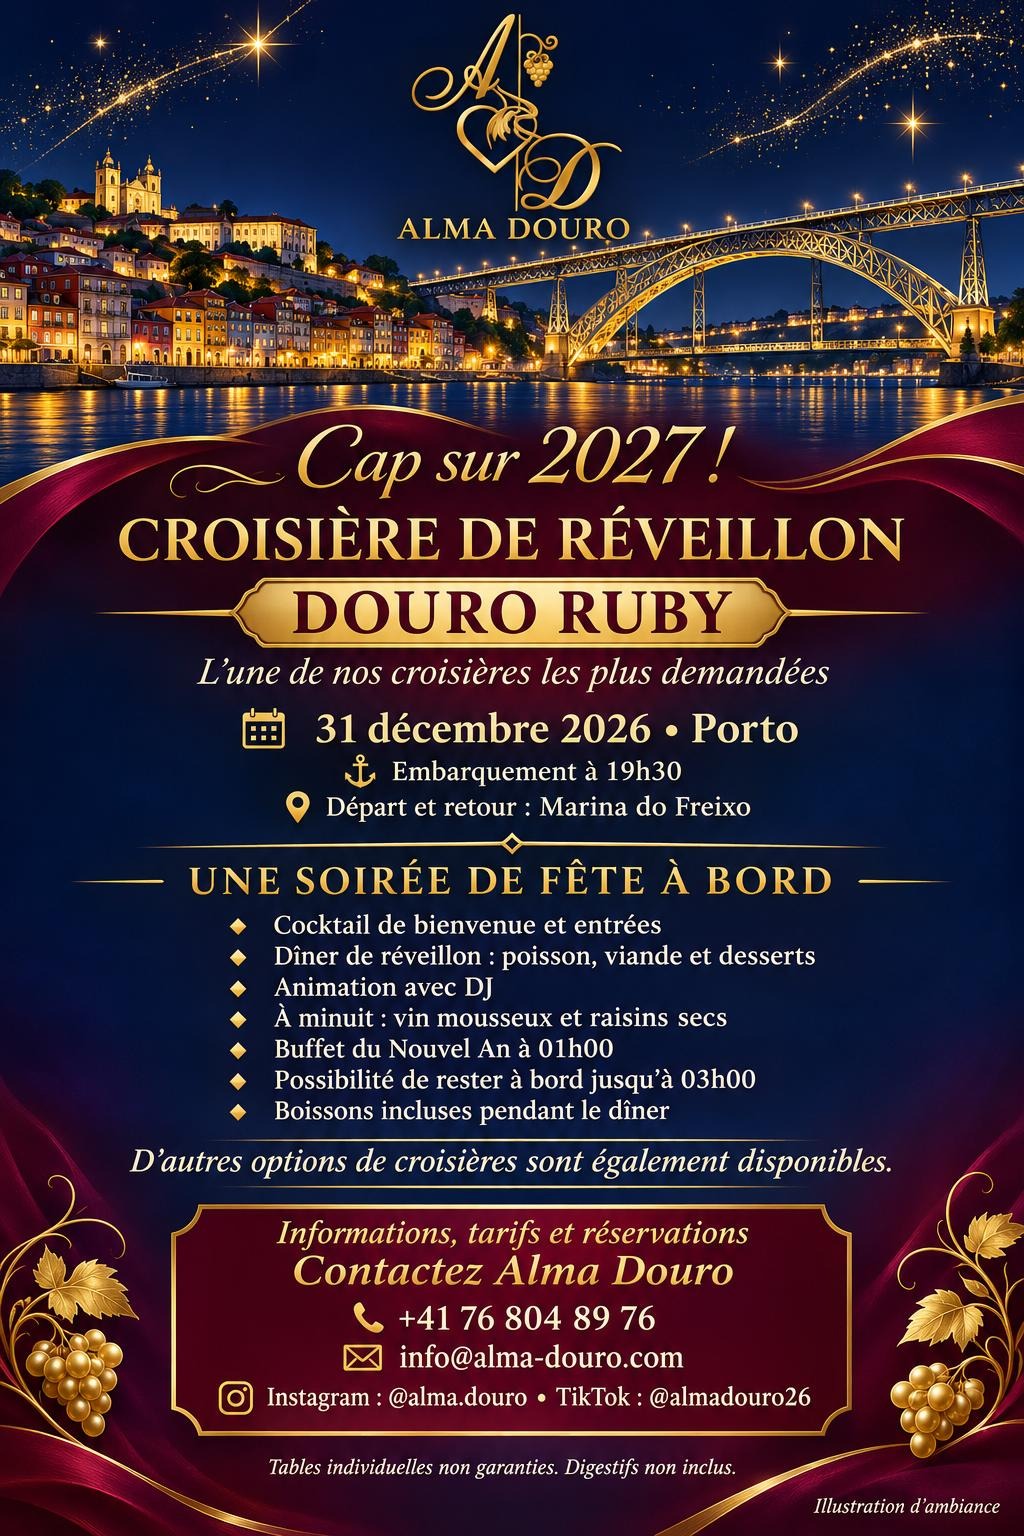 A D
ALMA DOURO
Cap sur 2027 !
CROISIÈRE DE RÉVEILLON
DOURO RUBY
L'une de nos croisières les plus demandées
31 décembre 2026 • Porto
Embarquement à 19h30
Départ et retour : Marina do Freixo
UNE SOIRÉE DE FÊTE À BORD
Cocktail de bienvenue et entrées
Dîner de réveillon : poisson, viande et desserts
Animation avec DJ
À minuit : vin mousseux et raisins secs
Buffet du Nouvel An à 01h00
Possibilité de rester à bord jusqu'à 03h00
Boissons incluses pendant le dîner
D'autres options de croisières sont également disponibles.
Informations, tarifs et réservations
Contactez Alma Douro
+41 76 804 89 76
info@alma-douro.com
Instagram : @alma.douro • TikTok : @almadouro26
Tables individuelles non garanties. Digestifs non inclus.
Illustration d'ambiance